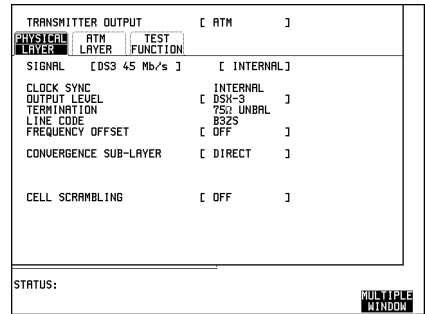 TRANSMITTER OUTPUT [ ATM ]
PHYSICAL ATM TEST
LAYER LAYER FUNCTION
SIGNAL [DS3 45 Mb/s ] [ INTERNAL]
CLOCK SYNC INTERNAL
OUTPUT LEVEL [ DSX-3 ]
TERMINATION 75Ω UNBAL
LINE CODE B3ZS
FREQUENCY OFFSET [ OFF ]
CONVERGENCE SUB-LAYER [ DIRECT ]
CELL SCRAMBLING [ OFF ]
STATUS:
MULTIPLE
WINDOW